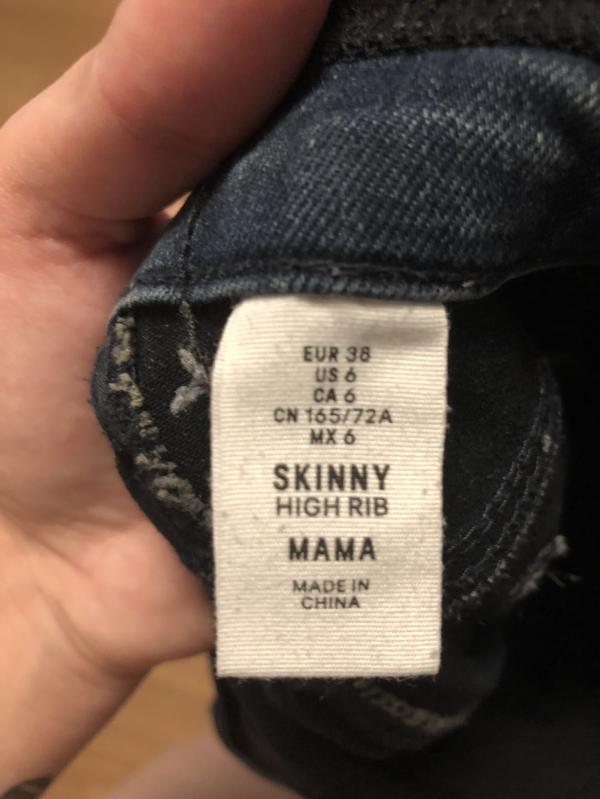 EUR 38
US 6
CA 6
CN 165/72A
MX 6
SKINNY
HIGH RIB
MAMA
MADE IN
CHINA